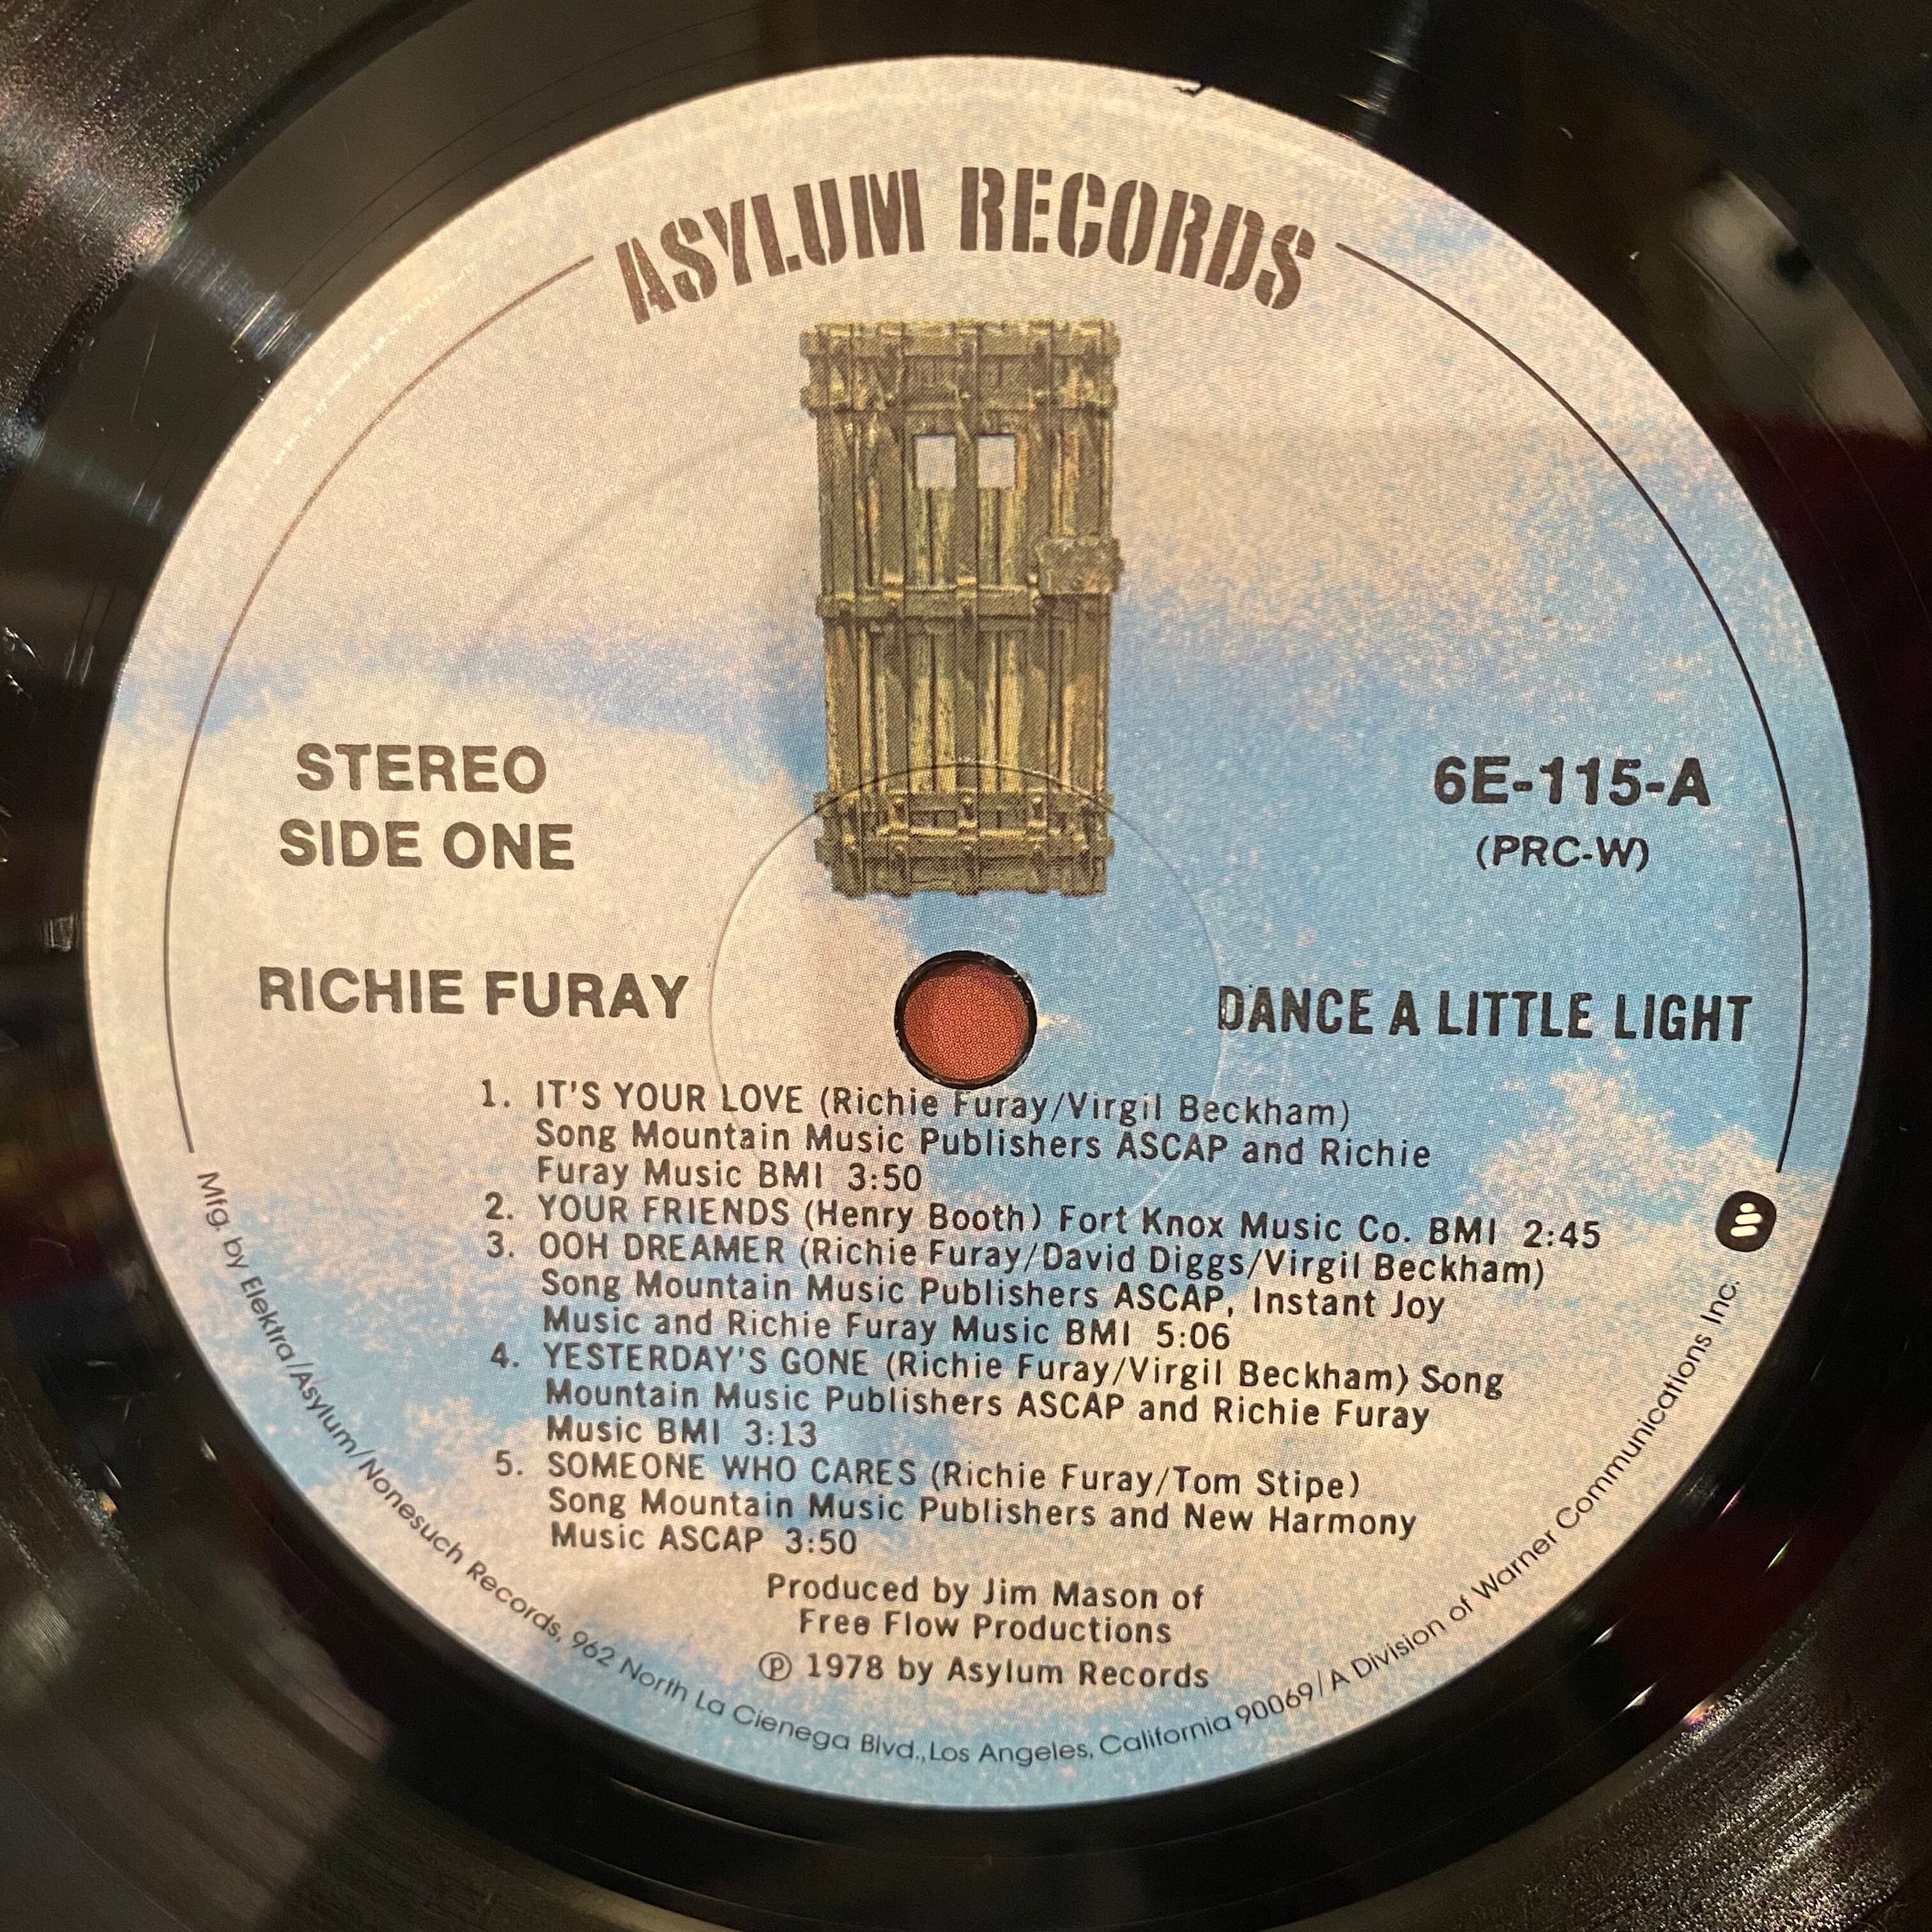 ASYLUM RECORDS
STEREO
SIDE ONE
6E-115-A
(PRC-W)
RICHIE FURAY
DANCE A LITTLE LIGHT
1. IT'S YOUR LOVE (Richie Furay/Virgil Beckham)
Song Mountain Music Publishers ASCAP and Richie
Furay Music BMI 3:50
2. YOUR FRIENDS (Henry Booth) Fort Knox Music Co. BMI 2:45
3. OOH DREAMER (Richie Furay/David Diggs/Virgil Beckham)
Song Mountain Music Publishers ASCAP, Instant Joy
Music and Richie Furay Music BMI 5:06
4. YESTERDAY'S GONE (Richie Furay/Virgil Beckham) Song
Mountain Music Publishers ASCAP and Richie Furay
Music BMI 3:13
5. SOMEONE WHO CARES (Richie Furay/Tom Stipe)
Song Mountain Music Publishers and New Harmony
Music ASCAP 3:50
Produced by Jim Mason of
Free Flow Productions
Ⓟ 1978 by Asylum Records
Mfg. by Elektra/Asylum/Nonesuch Records, 962 North La Cienega Blvd., Los Angeles, California 90069/A Division of Warner Communications Inc.